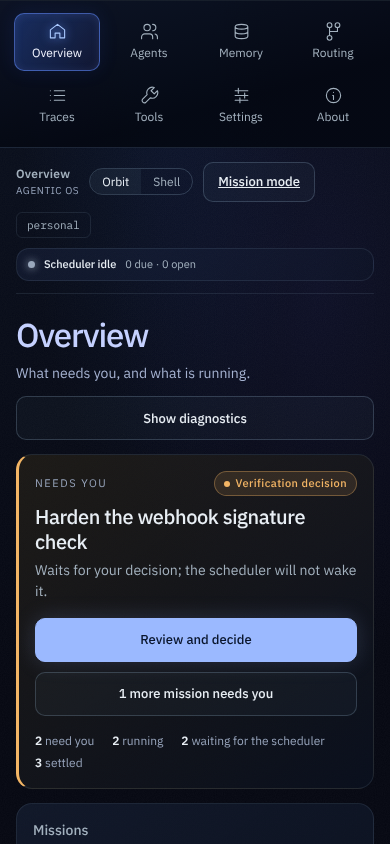 Overview Agents Memory Routing
Traces Tools Settings About
Overview
AGENTIC OS
Orbit Shell Mission mode
personal
Scheduler idle 0 due · 0 open
Overview
What needs you, and what is running.
Show diagnostics
NEEDS YOU Verification decision
Harden the webhook signature
check
Waits for your decision; the scheduler will not wake
it.
Review and decide
1 more mission needs you
2 need you 2 running 2 waiting for the scheduler
3 settled
Missions